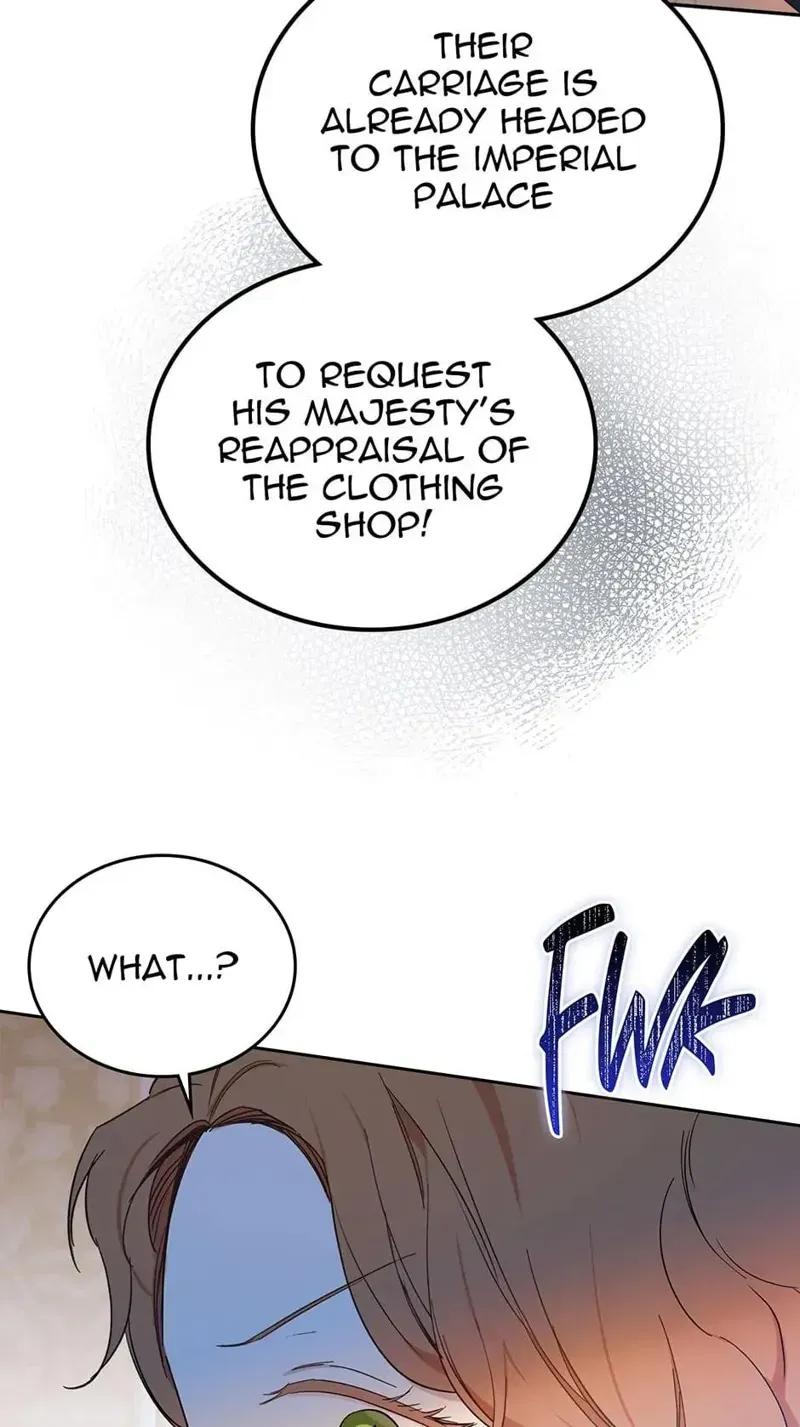 THEIR
CARRIAGE IS
ALREADY HEADED
TO THE IMPERIAL
PALACE
TO REQUEST
HIS MAJESTY'S
REAPPRAISAL OF
THE CLOTHING
SHOP!
WHAT...?
FWK